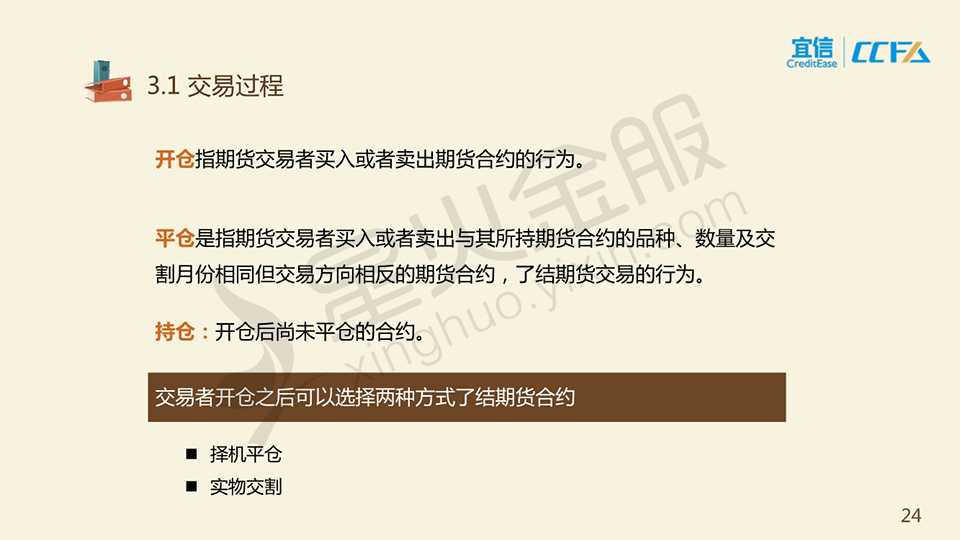 宜信
CreditEase
CCFA
3.1 交易过程
开仓指期货交易者买入或者卖出期货合约的行为。
平仓是指期货交易者买入或者卖出与其所持期货合约的品种、数量及交
割月份相同但交易方向相反的期货合约，了结期货交易的行为。
持仓：开仓后尚未平仓的合约。
交易者开仓之后可以选择两种方式了结期货合约
■ 择机平仓
■ 实物交割
星火金服
xinghuo.yixin.com
24